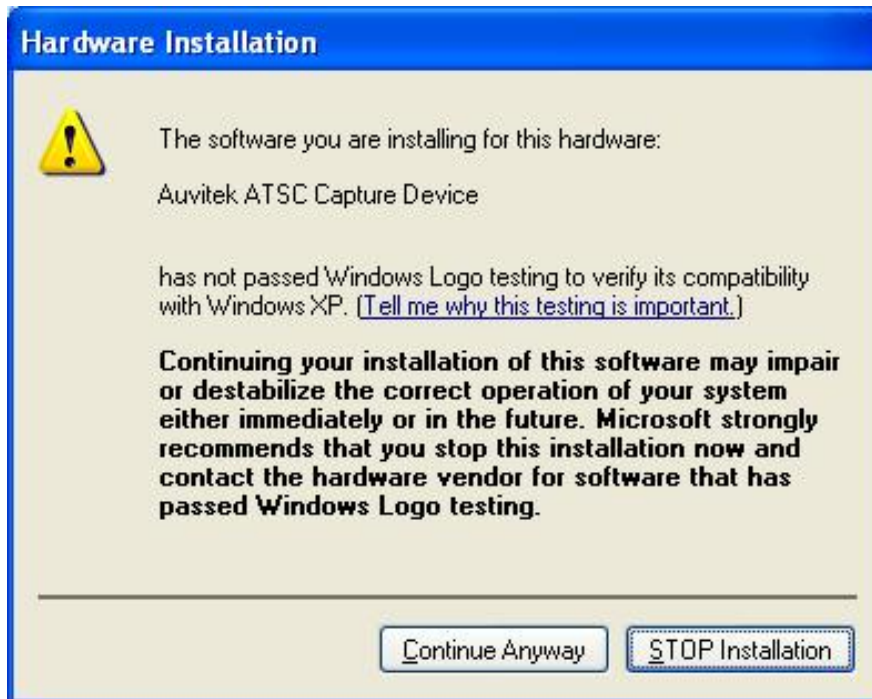 Hardware Installation
The software you are installing for this hardware:
Auvitek ATSC Capture Device
has not passed Windows Logo testing to verify its compatibility
with Windows XP. (Tell me why this testing is important.)
Continuing your installation of this software may impair
or destabilize the correct operation of your system
either immediately or in the future. Microsoft strongly
recommends that you stop this installation now and
contact the hardware vendor for software that has
passed Windows Logo testing.
Continue Anyway
STOP Installation